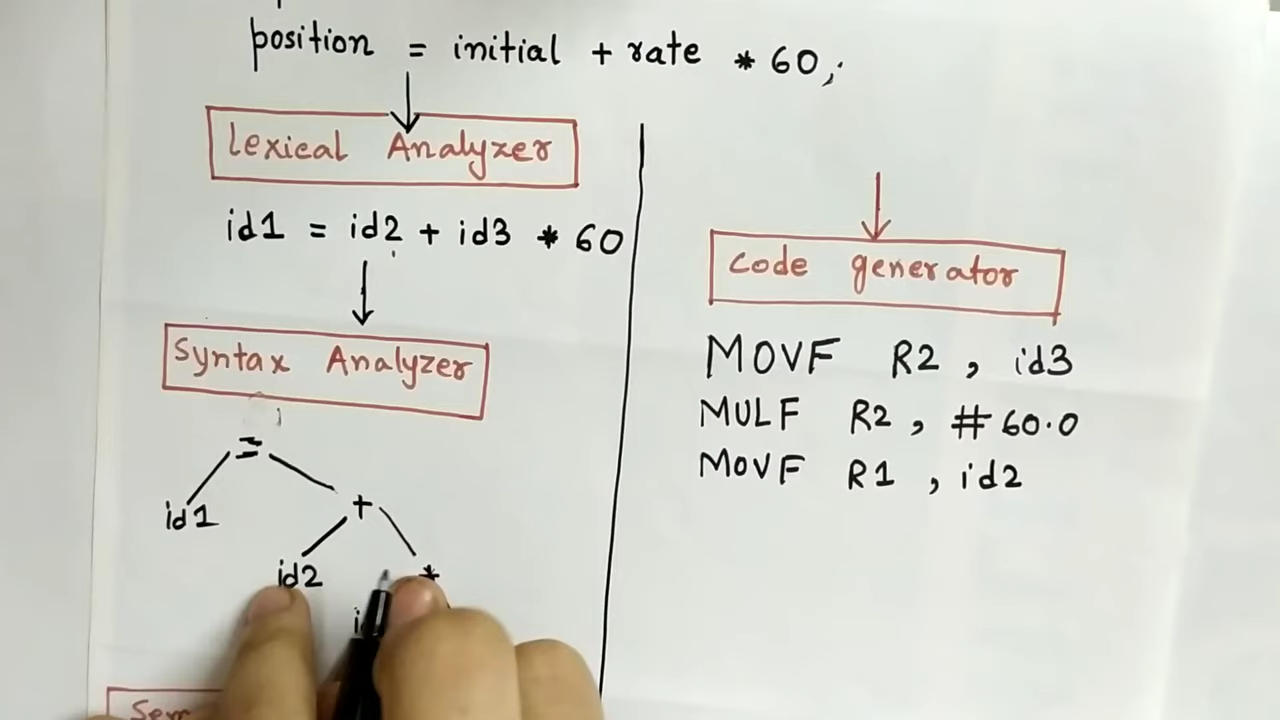 position = initial + rate * 60;
Lexical Analyzer
id1 = id2 + id3 * 60
Syntax Analyzer
=
id1 +
id2 *
code generator
MOVF R2 , id3
MULF R2 , #60.0
MOVF R1 , id2